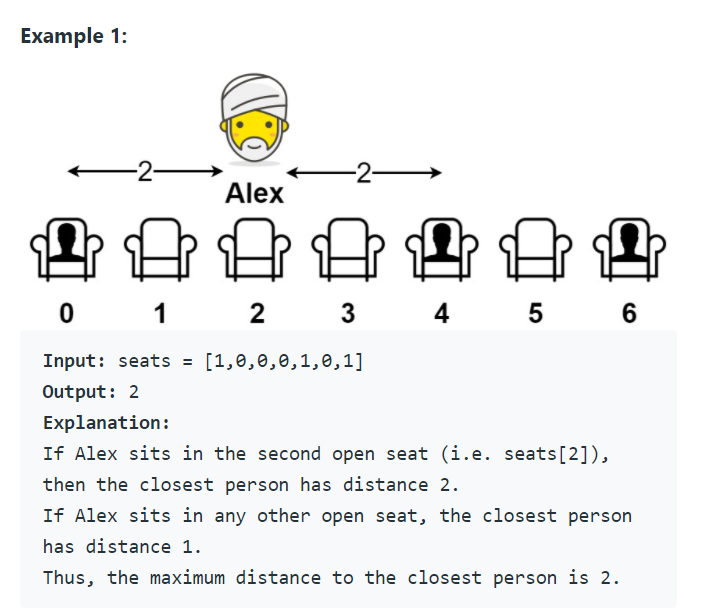 Example 1:
2
2
Alex
0 1 2 3 4 5 6
Input: seats = [1,0,0,0,1,0,1]
Output: 2
Explanation:
If Alex sits in the second open seat (i.e. seats[2]),
then the closest person has distance 2.
If Alex sits in any other open seat, the closest person
has distance 1.
Thus, the maximum distance to the closest person is 2.